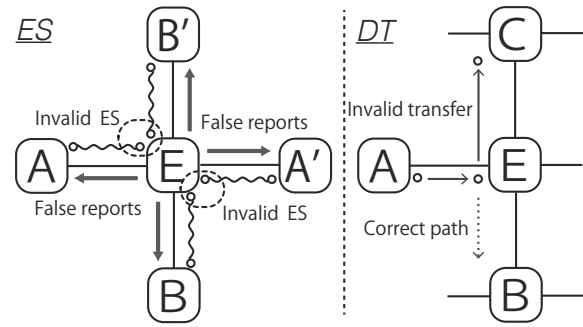 ES
B’
Invalid ES
False reports
A
E
A’
False reports
Invalid ES
B
DT
C
Invalid transfer
A
E
Correct path
B